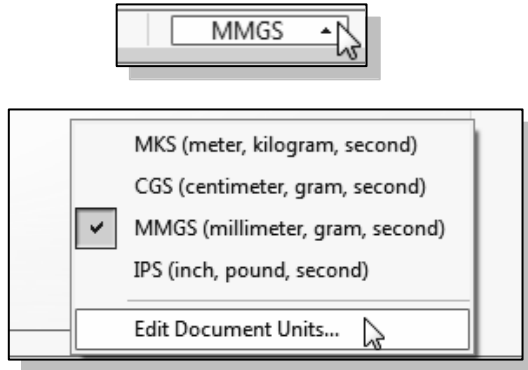 MMGS
MKS (meter, kilogram, second)
CGS (centimeter, gram, second)
MMGS (millimeter, gram, second)
IPS (inch, pound, second)
Edit Document Units...